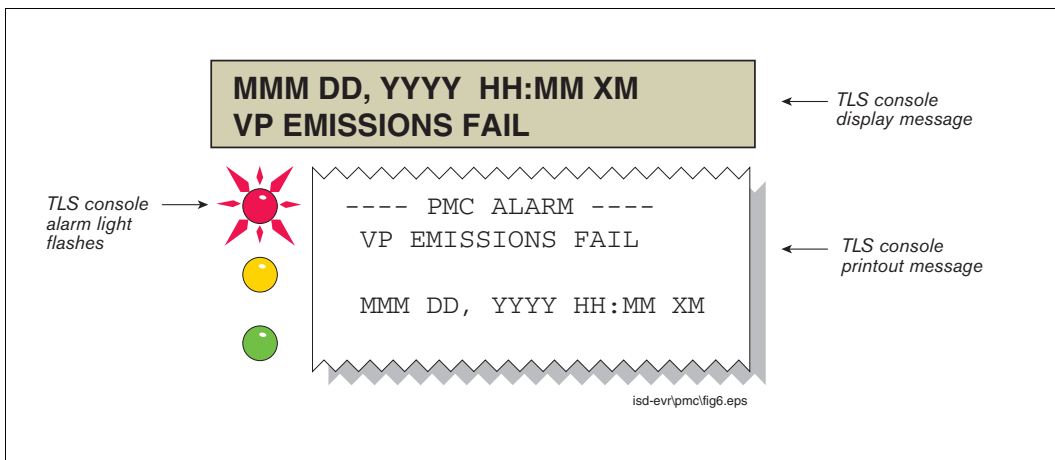 MMM DD, YYYY HH:MM XM
VP EMISSIONS FAIL
TLS console
display message
TLS console
alarm light
flashes
---- PMC ALARM ----
VP EMISSIONS FAIL
MMM DD, YYYY HH:MM XM
TLS console
printout message
isd-evr\pmc\fig6.eps